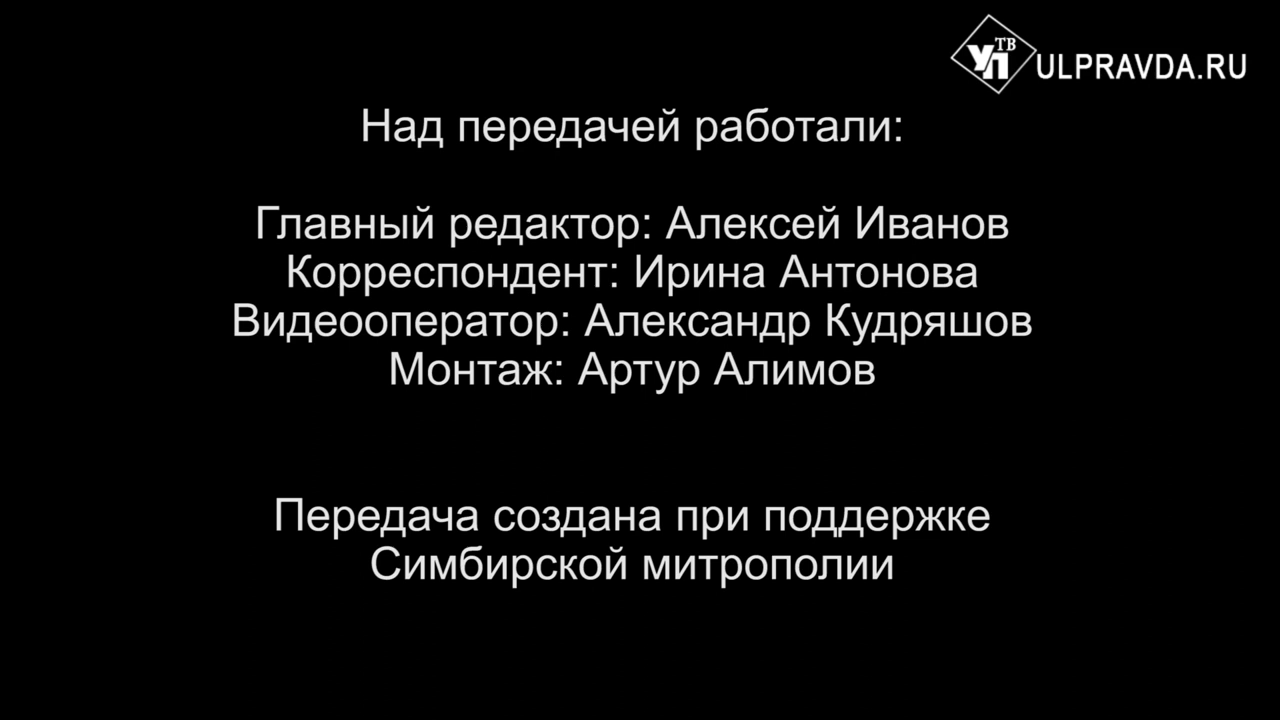 ТВ
УП
ULPRAVDA.RU
Над передачей работали:
Главный редактор: Алексей Иванов
Корреспондент: Ирина Антонова
Видеооператор: Александр Кудряшов
Монтаж: Артур Алимов
Передача создана при поддержке
Симбирской митрополии